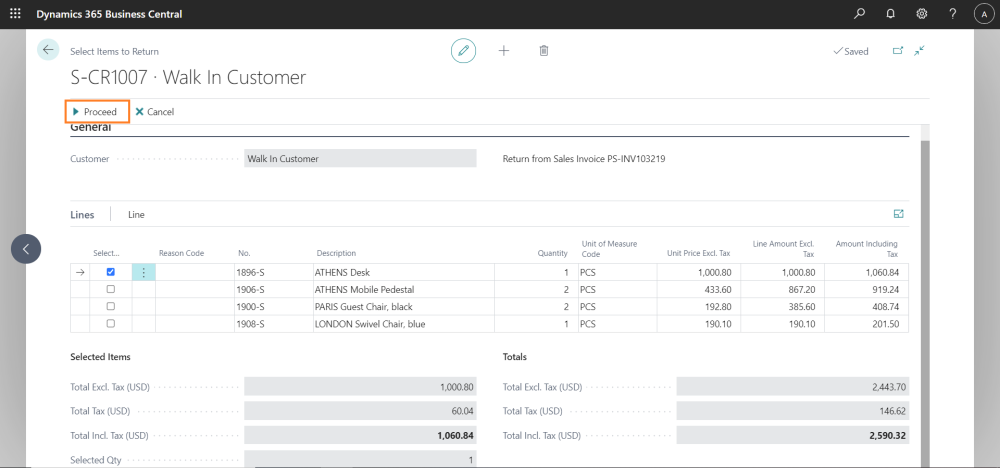 Dynamics 365 Business Central
A
Select Items to Return
Saved
S-CR1007 · Walk In Customer
Proceed
Cancel
General
Customer
Walk In Customer
Return from Sales Invoice PS-INV103219
Lines
Line
Select... Reason Code No. Description Quantity Unit of Measure Code Unit Price Excl. Tax Line Amount Excl. Tax Amount Including Tax
1896-S ATHENS Desk 1 PCS 1,000.80 1,000.80 1,060.84
1906-S ATHENS Mobile Pedestal 2 PCS 433.60 867.20 919.24
1900-S PARIS Guest Chair, black 2 PCS 192.80 385.60 408.74
1908-S LONDON Swivel Chair, blue 1 PCS 190.10 190.10 201.50
Selected Items
Total Excl. Tax (USD) 1,000.80
Total Tax (USD) 60.04
Total Incl. Tax (USD) 1,060.84
Selected Qty 1
Totals
Total Excl. Tax (USD) 2,443.70
Total Tax (USD) 146.62
Total Incl. Tax (USD) 2,590.32